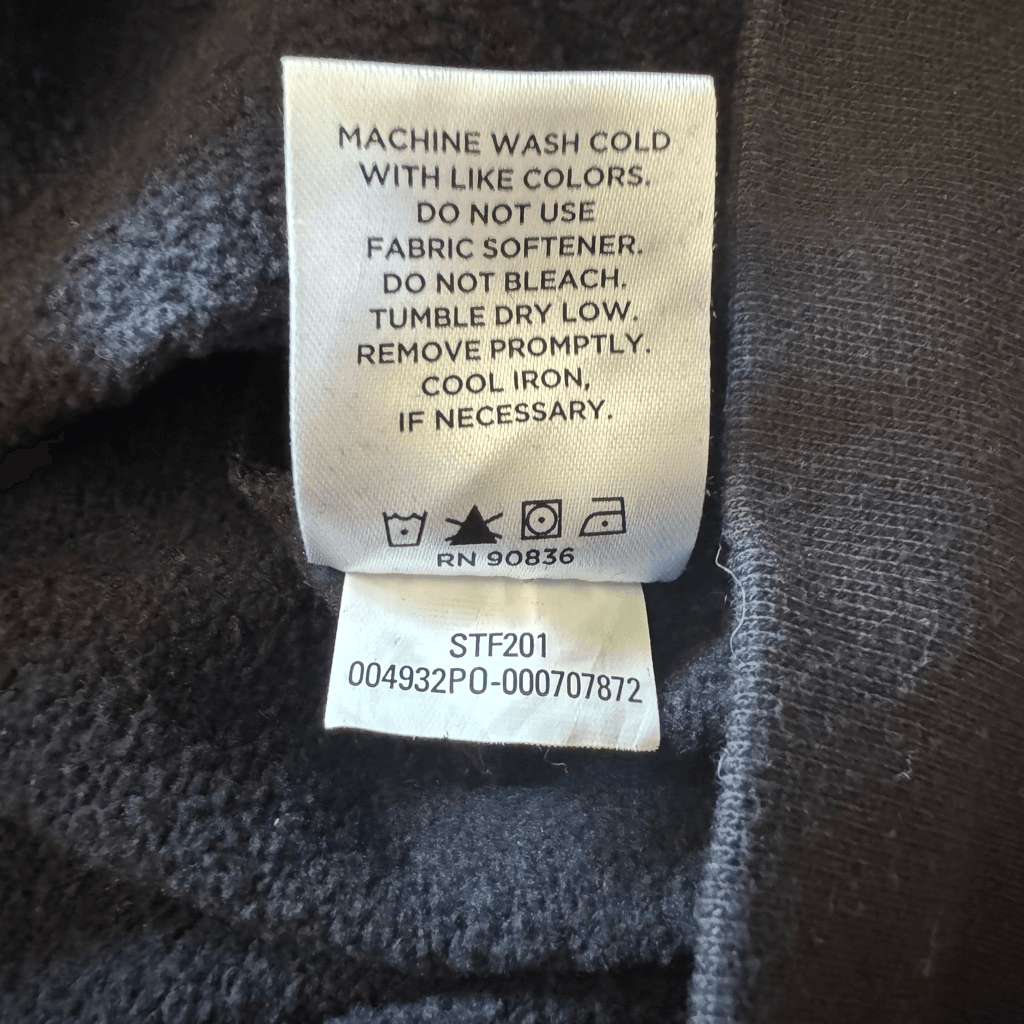 MACHINE WASH COLD
WITH LIKE COLORS.
DO NOT USE
FABRIC SOFTENER.
DO NOT BLEACH.
TUMBLE DRY LOW.
REMOVE PROMPTLY.
COOL IRON,
IF NECESSARY.
RN 90836
STF201
004932PO-000707872